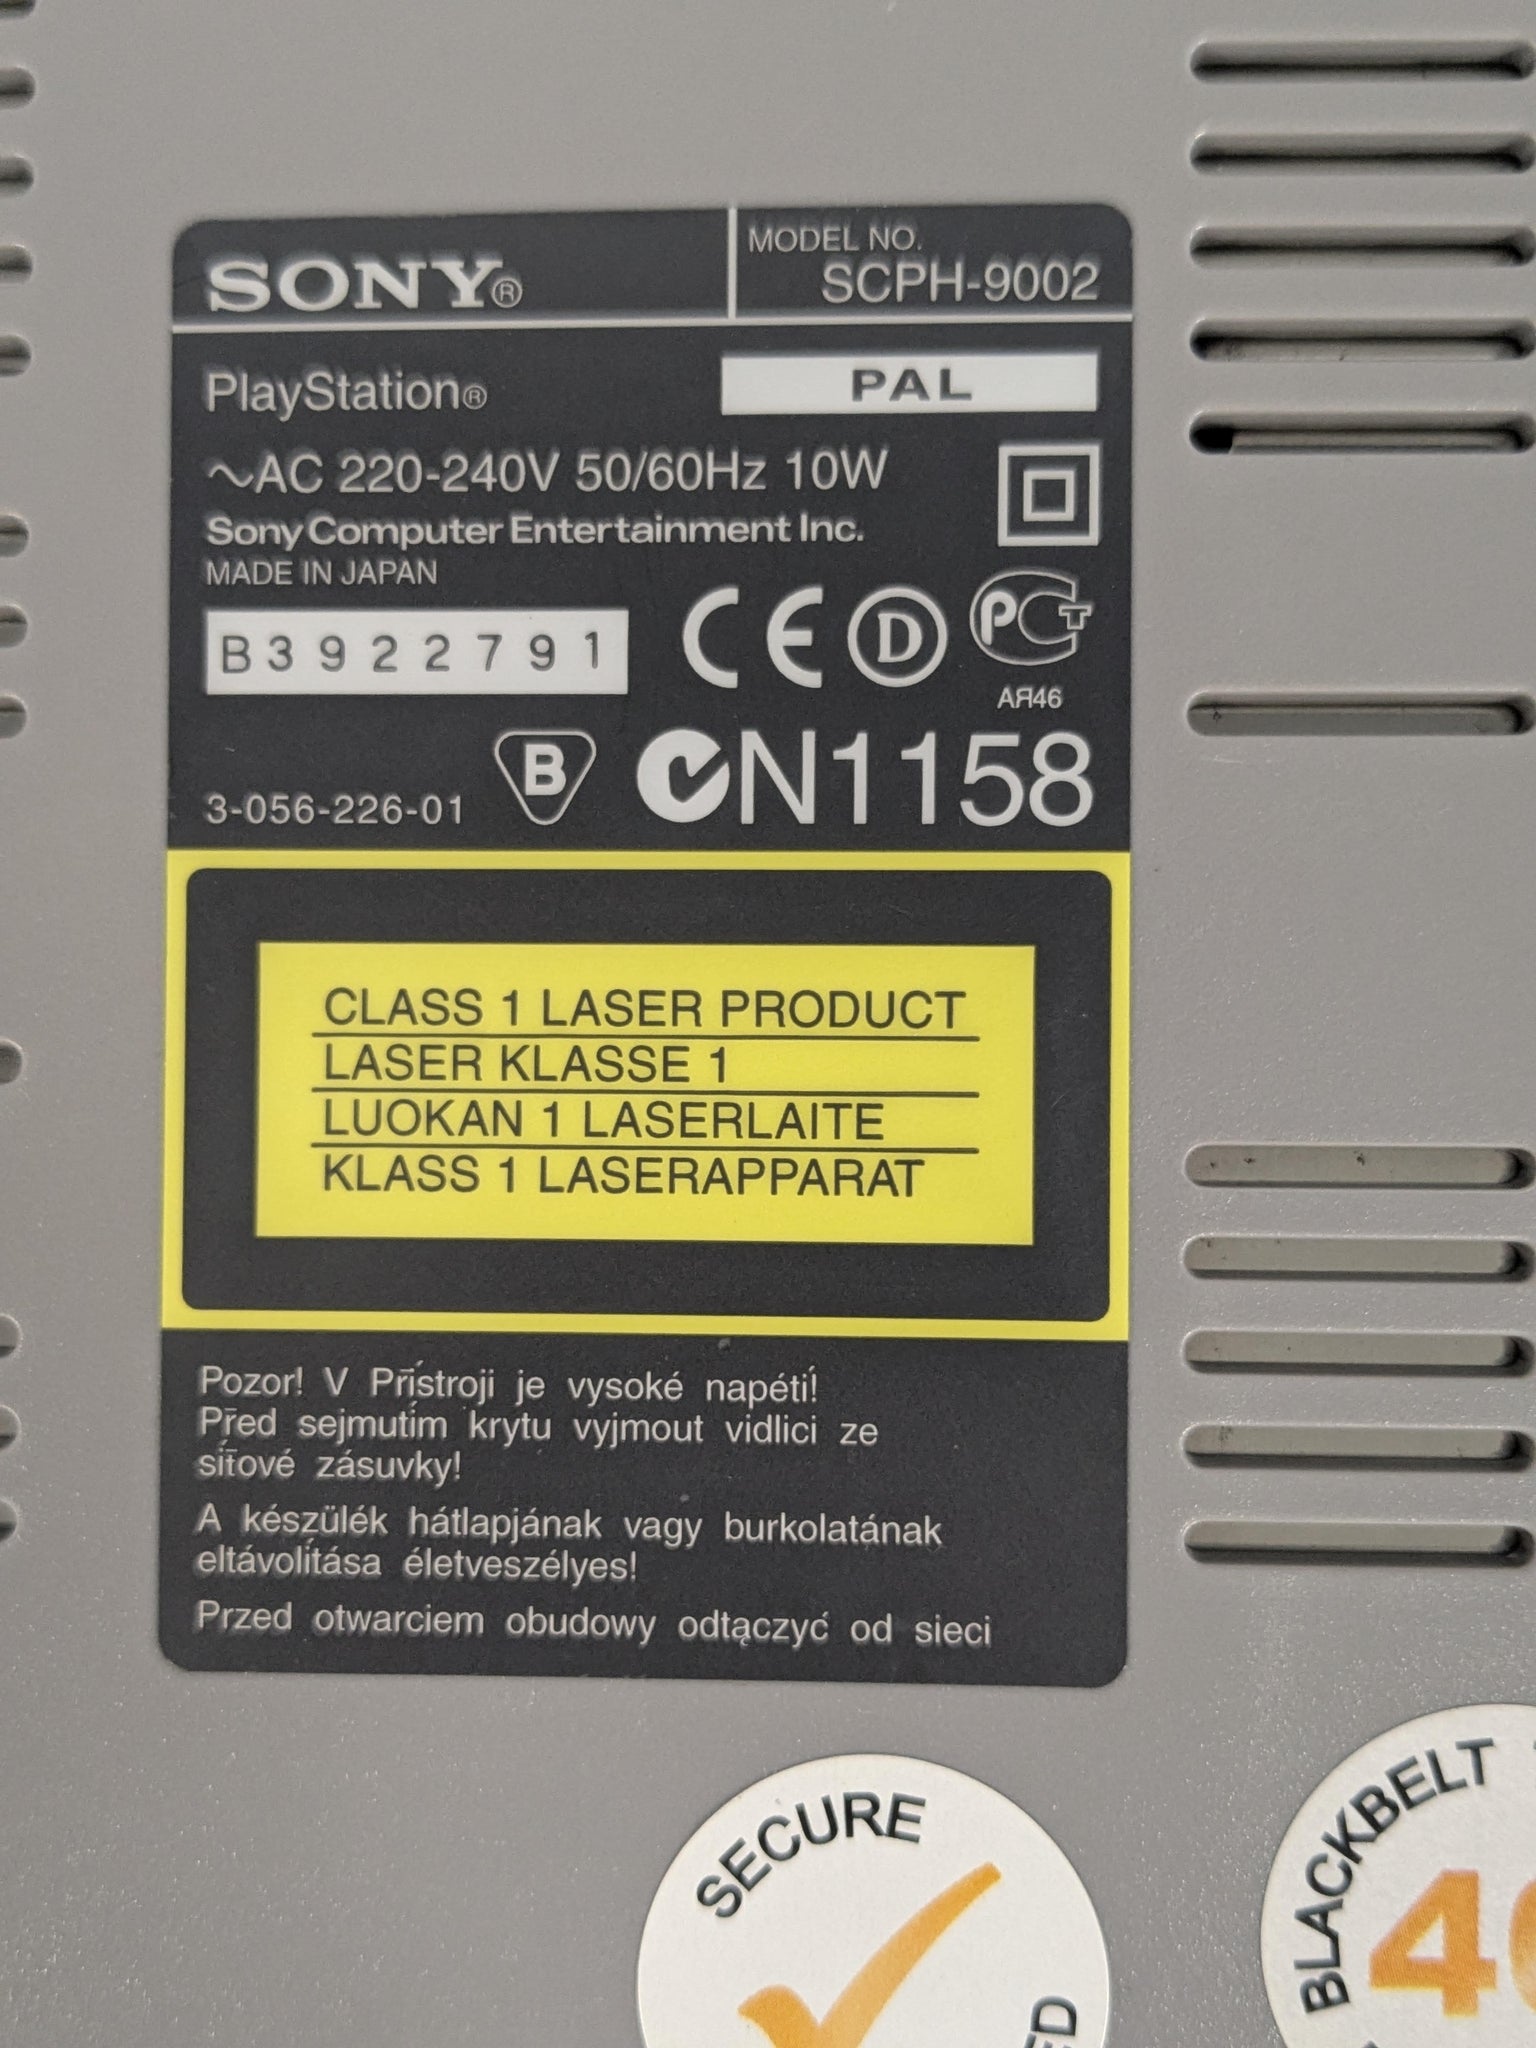 SONY®
MODEL NO.
SCPH-9002
PlayStation®
PAL
~AC 220-240V 50/60Hz 10W
Sony Computer Entertainment Inc.
MADE IN JAPAN
B3922791
CE D PCT
АЯ46
3-056-226-01
B
N1158
CLASS 1 LASER PRODUCT
LASER KLASSE 1
LUOKAN 1 LASERLAITE
KLASS 1 LASERAPPARAT
Pozor! V Přístroji je vysoké napéti!
Před sejmutím krytu vyjmout vidlici ze
síťové zásuvky!
A készülék hátlapjának vagy burkolatának
eltávolítása életveszélyes!
Przed otwarciem obudowy odtączyć od sieci
SECURE
BLACKBELT